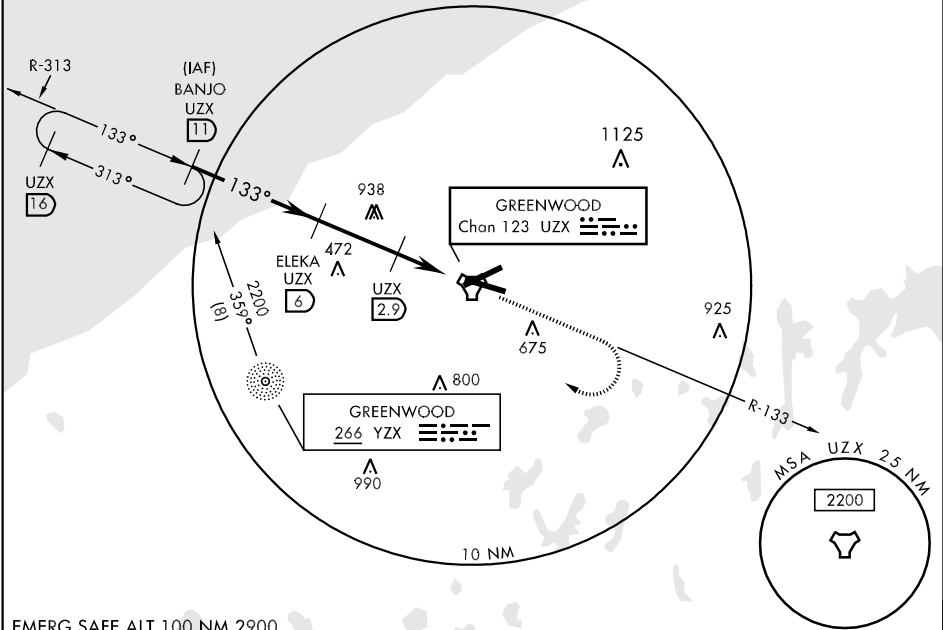 R-313
(IAF)
BANJO
UZX
11
133°
313°
UZX
16
133°
938
1125
GREENWOOD
Chan 123 UZX
ELEKA
UZX
6
472
UZX
2.9
2200
359°
(8)
675
925
800
GREENWOOD
266 YZX
990
R-133
MSA UZX 25 NM
2200
10 NM
EMERG SAFE ALT 100 NM 2900